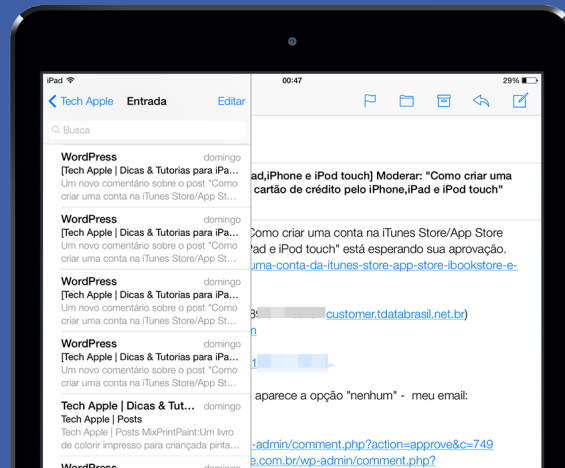 iPad
00:47
29%
Tech Apple
Entrada
Editar
Busca
WordPress domingo
[Tech Apple | Dicas & Tutorias para iPa...
Um novo comentário sobre o post "Como
criar uma conta na iTunes Store/App St...
WordPress domingo
[Tech Apple | Dicas & Tutorias para iPa...
Um novo comentário sobre o post "Como
criar uma conta na iTunes Store/App St...
WordPress domingo
[Tech Apple | Dicas & Tutorias para iPa...
Um novo comentário sobre o post "Como
criar uma conta na iTunes Store/App St...
WordPress domingo
[Tech Apple | Dicas & Tutorias para iPa...
Um novo comentário sobre o post "Como
criar uma conta na iTunes Store/App St...
Tech Apple | Dicas & Tut... domingo
Tech Apple | Posts
Tech Apple | Posts MixPrintPaint:Um livro
de colorir impresso para criançada pinta...
WordPress domingo
ad,iPhone e iPod touch] Moderar: "Como criar uma
cartão de crédito pelo iPhone,iPad e iPod touch"
Como criar uma conta na iTunes Store/App Store
Pad e iPod touch" está esperando sua aprovação.
uma-conta-da-itunes-store-app-store-ibookstore-e-
customer.tdatabrasil.net.br)
m
1
aparece a opção "nenhum" - meu email:
-admin/comment.php?action=approve&c=749
e.com.br/wp-admin/comment.php?